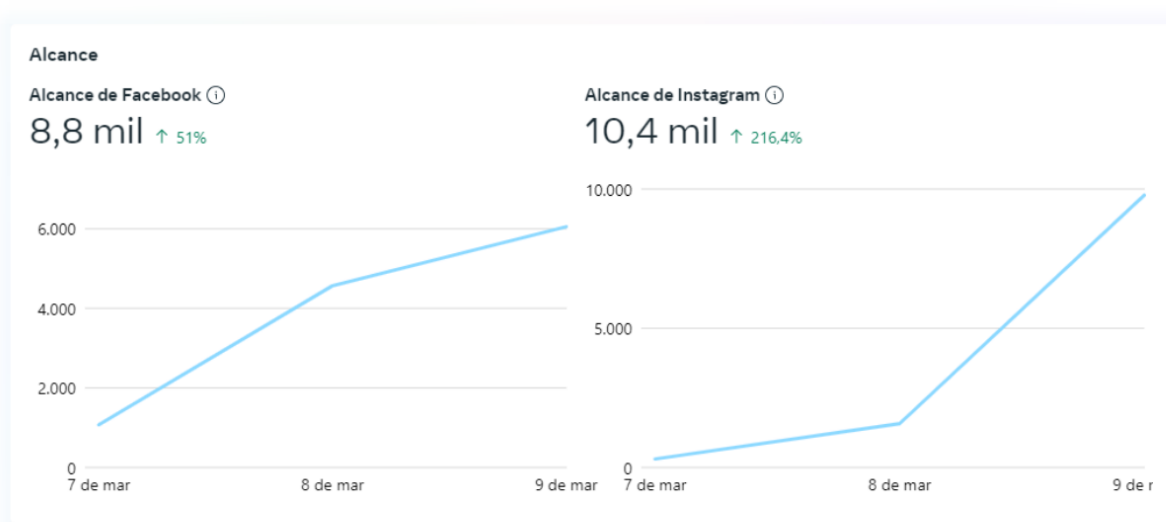 Alcance
Alcance de Facebook
8,8 mil ↑ 51%
6.000
4.000
2.000
0
7 de mar 8 de mar 9 de mar
Alcance de Instagram
10,4 mil ↑ 216,4%
10.000
5.000
0
7 de mar 8 de mar 9 de r